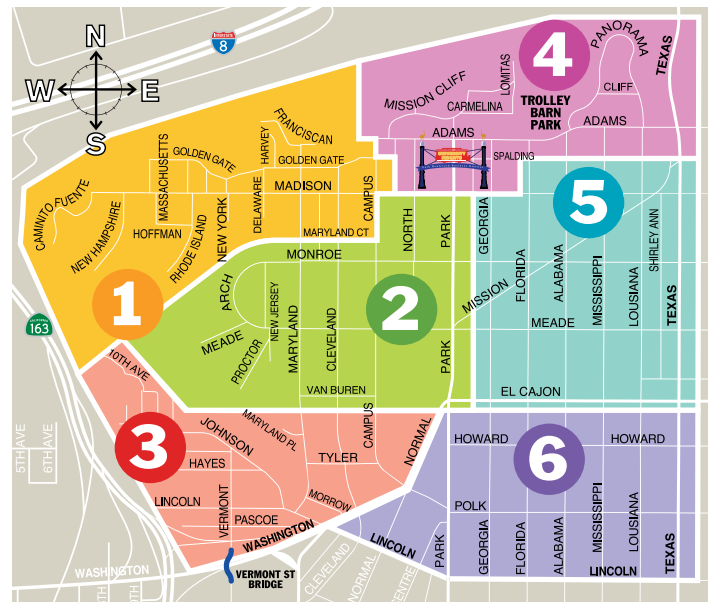 N
W
E
S
8
163
CALIFORNIA
1
CAMINITO FUENTE
NEW HAMPSHIRE
MASSACHUSETTS
GOLDEN GATE
HOFFMAN
RHODE ISLAND
NEW YORK
DELAWARE
HARVEY
FRANCISCAN
GOLDEN GATE
MADISON
MARYLAND CT
CAMPUS
4
TROLLEY
BARN
PARK
MISSION CLIFF
CARMELINA
LOMITAS
ADAMS
SPALDING
PANORAMA
CLIFF
ADAMS
TEXAS
2
MONROE
ARCH
MEADE
PROCTOR
NEW JERSEY
MARYLAND
CLEVELAND
VAN BUREN
NORTH
PARK
PARK
5
GEORGIA
MISSION
FLORIDA
ALABAMA
MISSISSIPPI
LOUSIANA
SHIRLEY ANN
TEXAS
MEADE
EL CAJON
3
10TH AVE
JOHNSON
HAYES
LINCOLN
VERMONT
PASCOE
MARYLAND PL
TYLER
CAMPUS
NORMAL
MORROW
WASHINGTON
6
HOWARD
HOWARD
POLK
LINCOLN
PARK
GEORGIA
FLORIDA
ALABAMA
MISSISSIPPI
LOUISIANA
TEXAS
LINCOLN
5TH AVE
6TH AVE
WASHINGTON
VERMONT ST
BRIDGE
CLEVELAND
NORMAL
CENTRE